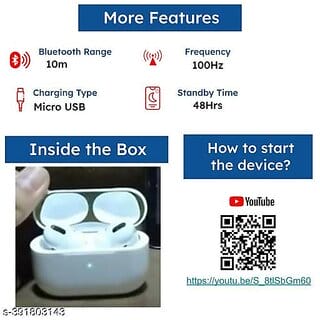 More Features
Bluetooth Range
10m
Frequency
100Hz
Charging Type
Micro USB
Standby Time
48Hrs
Inside the Box
How to start
the device?
YouTube
https://youtu.be/S_8tlSbGm60
s-391803143